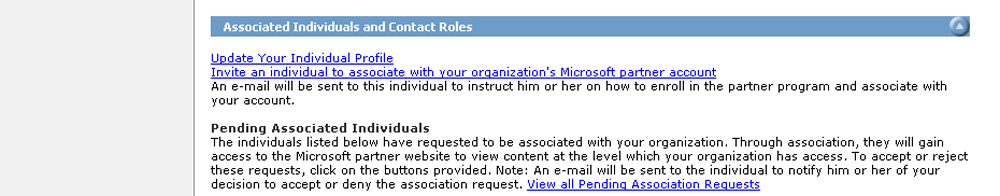 Associated Individuals and Contact Roles
Update Your Individual Profile
Invite an individual to associate with your organization's Microsoft partner account
An e-mail will be sent to this individual to instruct him or her on how to enroll in the partner program and associate with
your account.
Pending Associated Individuals
The individuals listed below have requested to be associated with your organization. Through association, they will gain
access to the Microsoft partner website to view content at the level which your organization has access. To accept or reject
these requests, click on the buttons provided. Note: An e-mail will be sent to the individual to notify him or her of your
decision to accept or deny the association request. View all Pending Association Requests